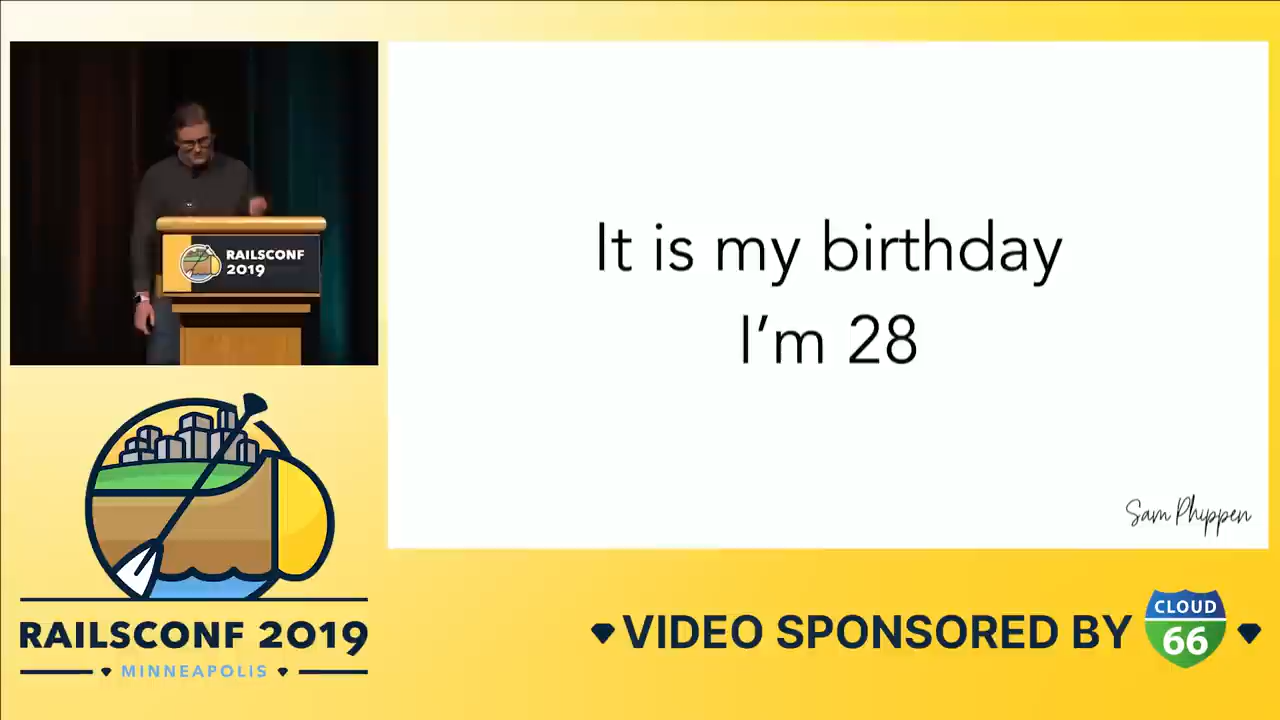 RAILSCONF
2019
It is my birthday
I'm 28
Sam Phippen
RAILSCONF 2019
MINNEAPOLIS
VIDEO SPONSORED BY
CLOUD
66